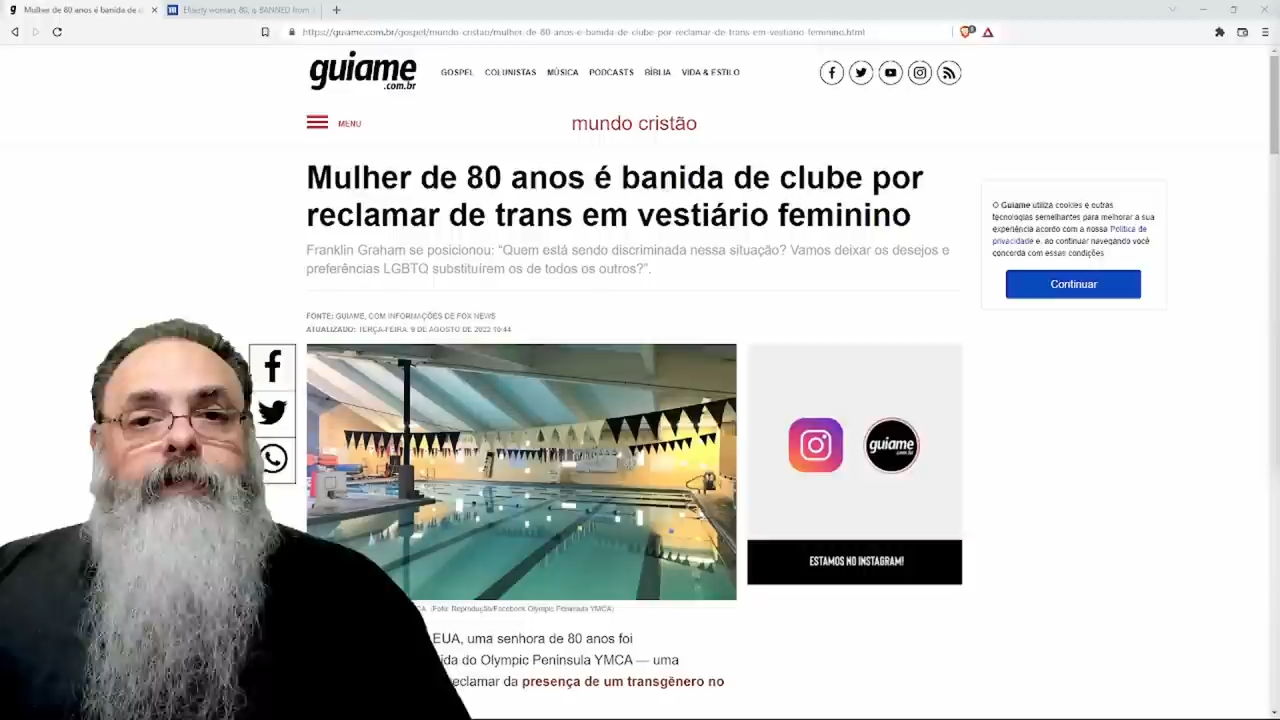 Mulher de 80 anos é banida de c
Elderly woman, 80, is BANNED from
https://guiame.com.br/gospel/mundo-cristao/mulher-de-80-anos-e-banida-de-clube-por-reclamar-de-trans-em-vestiario-feminino.html
guiame
.com.br
GOSPEL COLUNISTAS MÚSICA PODCASTS BÍBLIA VIDA & ESTILO
MENU
mundo cristão
Mulher de 80 anos é banida de clube por
reclamar de trans em vestiário feminino
Franklin Graham se posicionou: “Quem está sendo discriminada nessa situação? Vamos deixar os desejos e
preferências LGBTQ substituírem os de todos os outros?”.
FONTE: GUIAME, COM INFORMAÇÕES DE FOX NEWS
ATUALIZADO: TERÇA-FEIRA, 9 DE AGOSTO DE 2022 10:44
O Guiame utiliza cookies e outras
tecnologias semelhantes para melhorar a sua
experiência acordo com a nossa Politica de
privacidade e, ao continuar navegando você
concorda com essas condições
Continuar
guiame
.com.br
ESTAMOS NO INSTAGRAM!
CA. (Foto: Reprodução/Facebook Olympic Peninsula YMCA)
EUA, uma senhora de 80 anos foi
ida do Olympic Peninsula YMCA — uma
eclamar da presença de um transgênero no